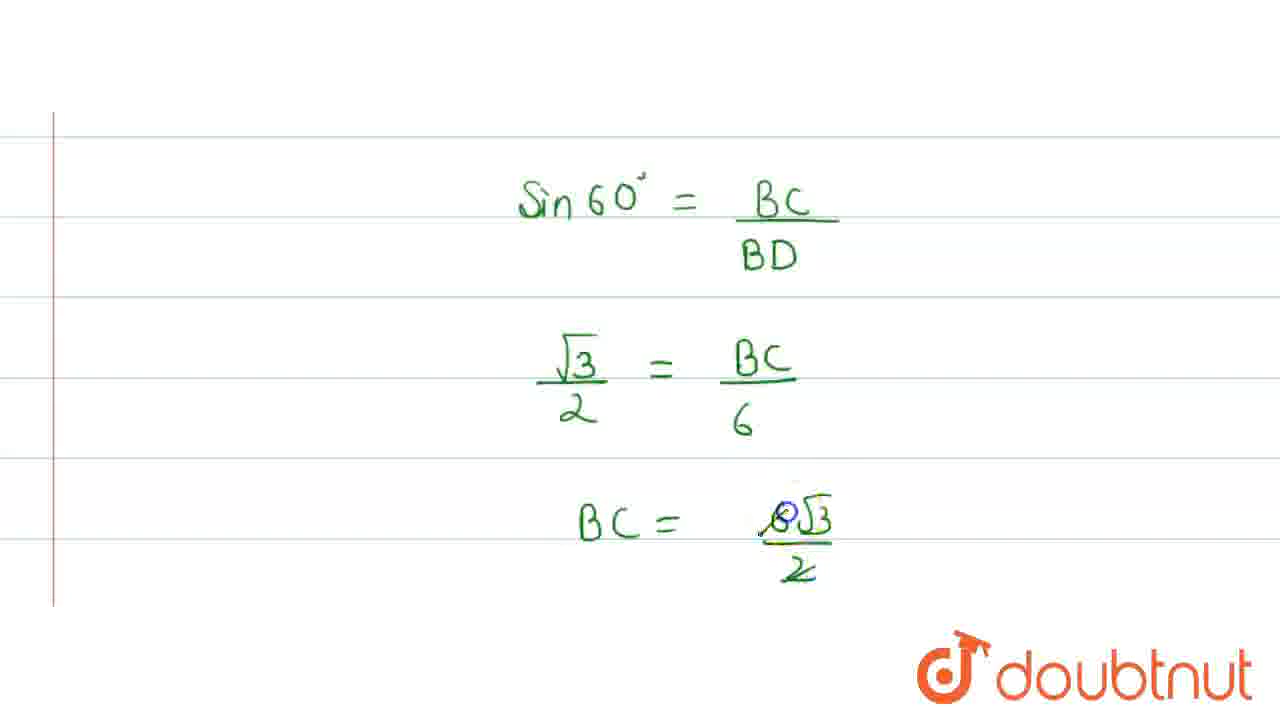 Sin 60° = BC/BD
√3/2 = BC/6
BC = 6√3/2
doubtnut